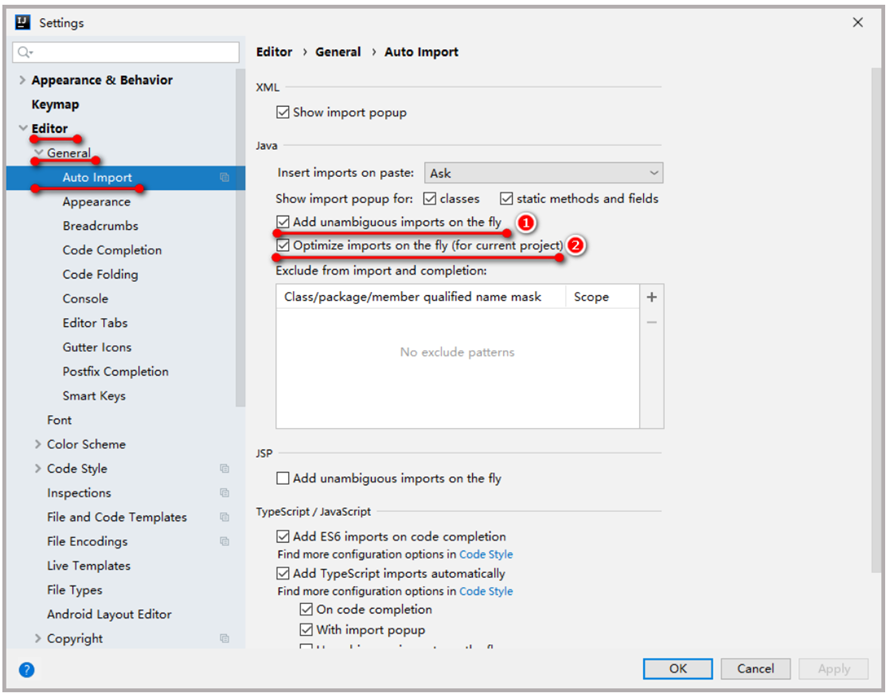 Settings
Editor › General › Auto Import
Appearance & Behavior
Keymap
Editor
General
Auto Import
Appearance
Breadcrumbs
Code Completion
Code Folding
Console
Editor Tabs
Gutter Icons
Postfix Completion
Smart Keys
Font
Color Scheme
Code Style
Inspections
File and Code Templates
File Encodings
Live Templates
File Types
Android Layout Editor
Copyright
XML
Show import popup
Java
Insert imports on paste: Ask
Show import popup for: classes static methods and fields
Add unambiguous imports on the fly 1
Optimize imports on the fly (for current project) 2
Exclude from import and completion:
Class/package/member qualified name mask Scope
No exclude patterns
JSP
Add unambiguous imports on the fly
TypeScript / JavaScript
Add ES6 imports on code completion
Find more configuration options in Code Style
Add TypeScript imports automatically
Find more configuration options in Code Style
On code completion
With import popup
? OK Cancel Apply